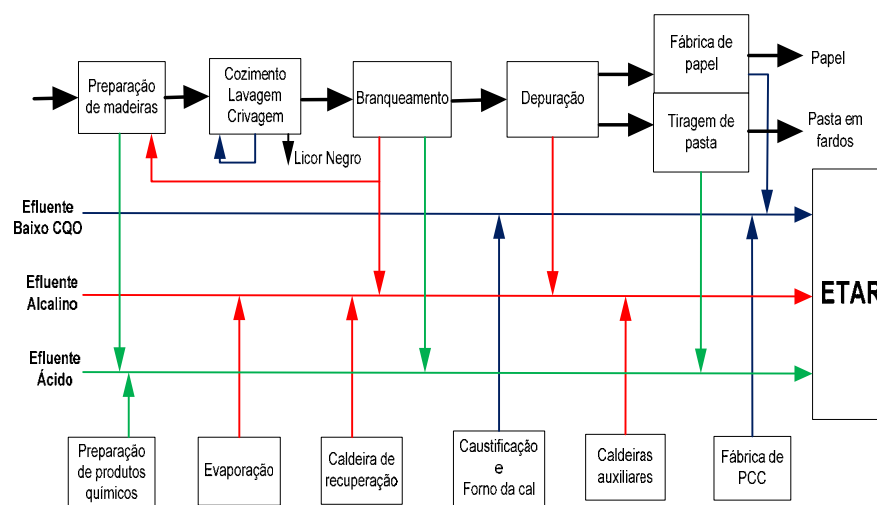 Preparação
de madeiras
Cozimento
Lavagem
Crivagem
Branqueamento
Depuração
Fábrica de
papel
Papel
Tiragem de
pasta
Pasta em
fardos
Licor Negro
Efluente
Baixo CQO
Efluente
Alcalino
Efluente
Ácido
ETAR
Preparação
de produtos
químicos
Evaporação
Caldeira de
recuperação
Caustificação
e
Forno da cal
Caldeiras
auxiliares
Fábrica de
PCC